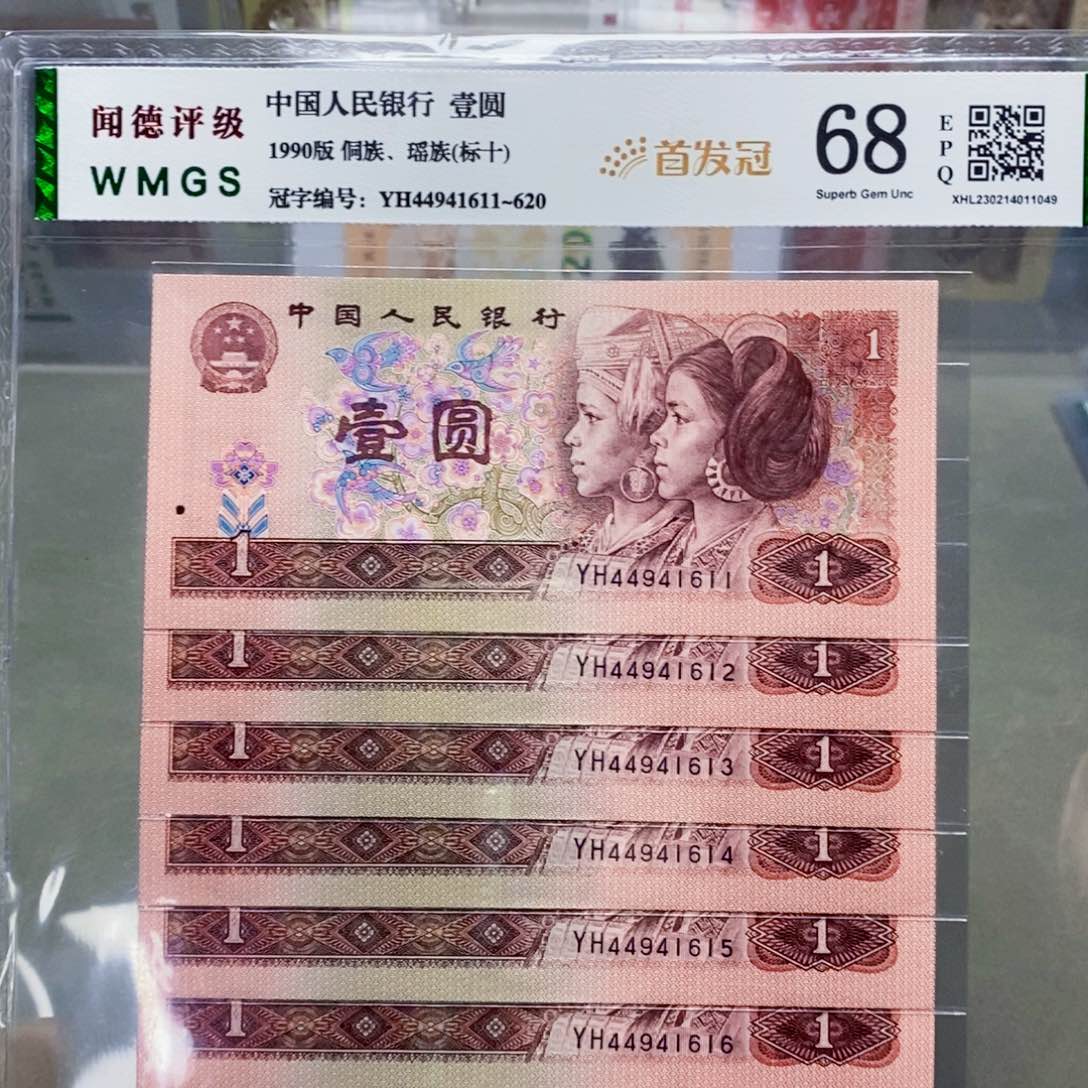 闻德评级
WMGS
中国人民银行 壹圆
1990版 侗族、瑶族(标十)
冠字编号：YH44941611~620
首发冠
68
Superb Gem Unc
EPQ
XHL230214011049
中国人民银行
1
壹圆
1
YH44941611
1
1
YH44941612
1
1
YH44941613
1
1
YH44941614
1
1
YH44941615
1
1
YH44941616
1